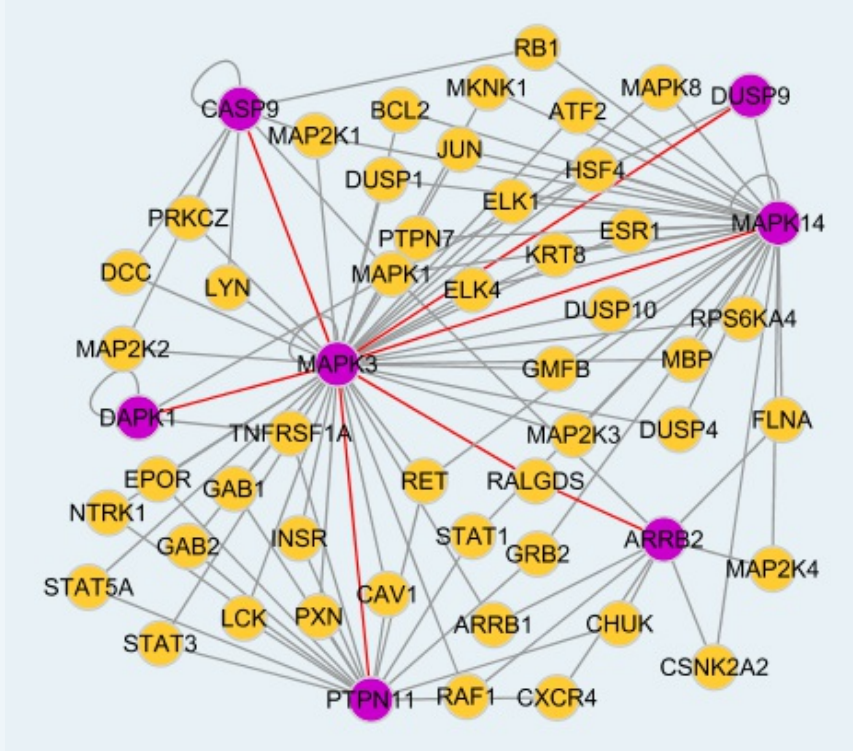 RB1
MKNK1
MAPK8
DUSP9
CASP9
BCL2
ATF2
MAP2K1
JUN
HSF4
DUSP1
ELK1
PRKCZ
MAPK14
PTPN7
ESR1
KRT8
DCC
MAPK1
LYN
ELK4
DUSP10
RPS6KA4
MAP2K2
MAPK3
GMFB
MBP
DAPK1
TNFRSF1A
MAP2K3
DUSP4
FLNA
EPOR
GAB1
RET
RALGDS
NTRK1
GAB2
INSR
STAT1
GRB2
ARRB2
MAP2K4
STAT5A
CAV1
LCK
PXN
ARRB1
CHUK
STAT3
CSNK2A2
PTPN11
RAF1
CXCR4